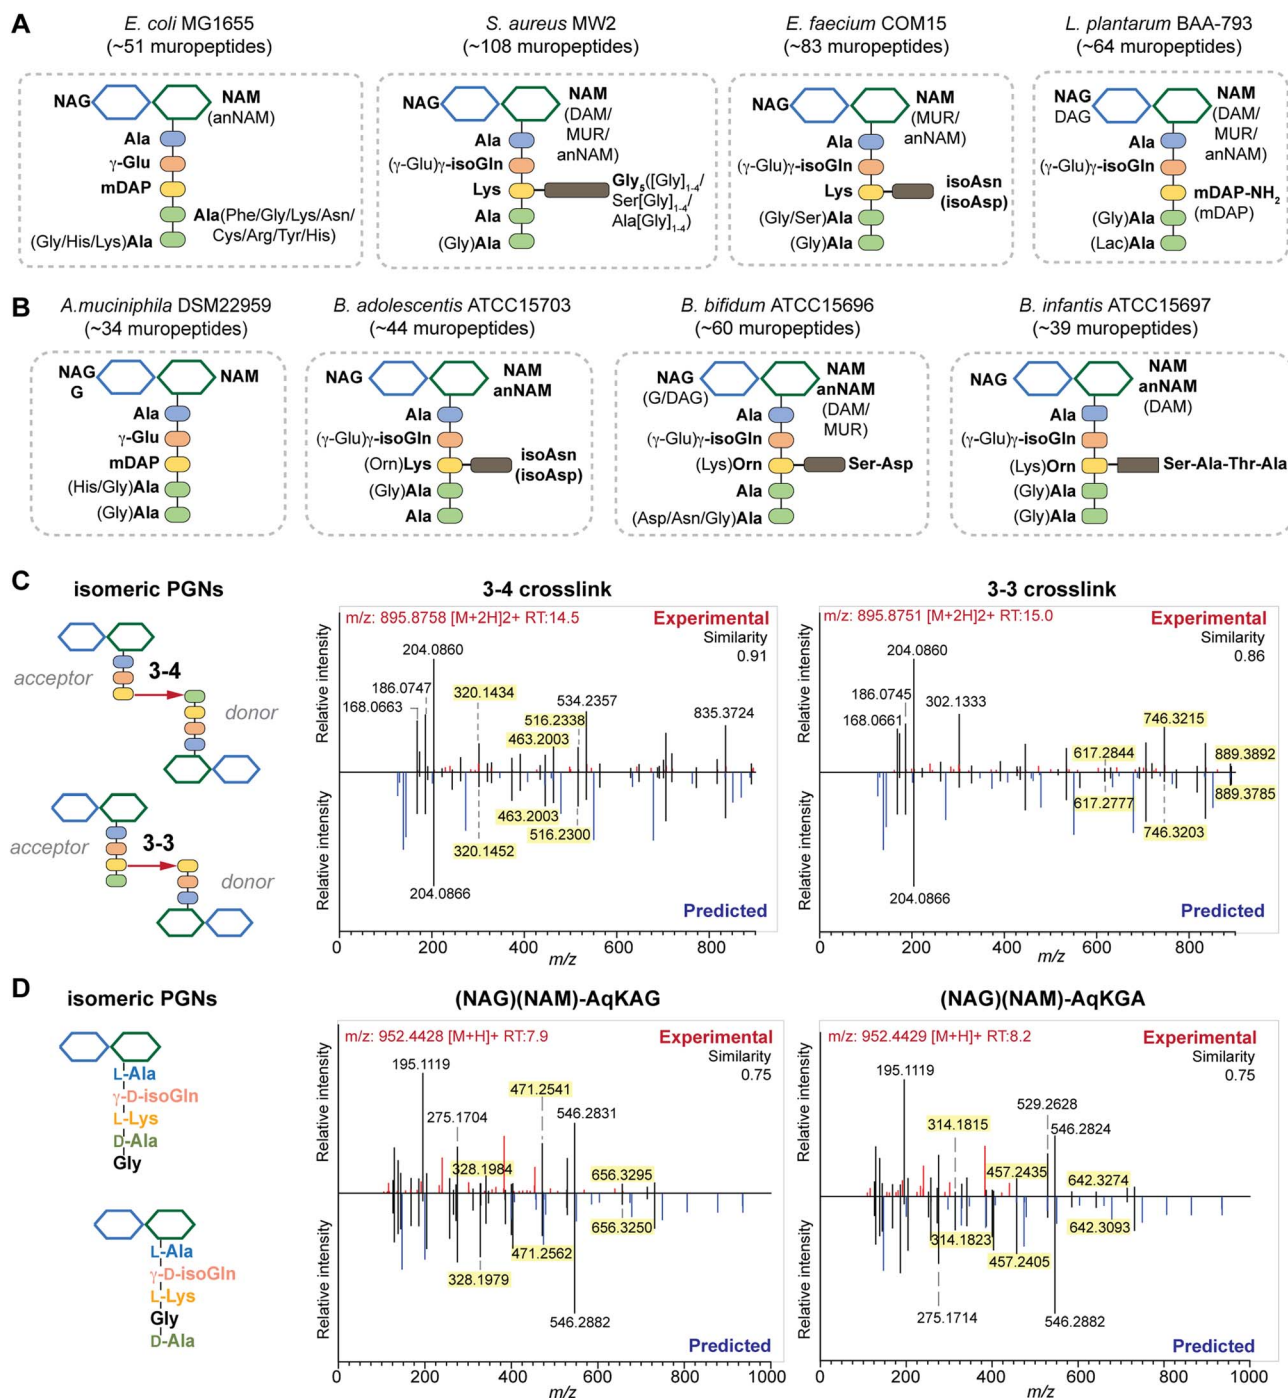 A
E. coli MG1655
(~51 muropeptides)
NAG
NAM
(anNAM)
Ala
γ-Glu
mDAP
Ala(Phe/Gly/Lys/Asn/
Cys/Arg/Tyr/His)
(Gly/His/Lys)Ala
S. aureus MW2
(~108 muropeptides)
NAG
NAM
(DAM/
MUR/
anNAM)
Ala
(γ-Glu)γ-isoGln
Lys
Gly5([Gly]1-4/
Ser[Gly]1-4/
Ala[Gly]1-4)
Ala
(Gly)Ala
E. faecium COM15
(~83 muropeptides)
NAG
NAM
(MUR/
anNAM)
Ala
(γ-Glu)γ-isoGln
Lys
isoAsn
(isoAsp)
(Gly/Ser)Ala
(Gly)Ala
L. plantarum BAA-793
(~64 muropeptides)
NAG
DAG
NAM
(DAM/
MUR/
anNAM)
Ala
(γ-Glu)γ-isoGln
mDAP-NH2
(mDAP)
(Gly)Ala
(Lac)Ala
B
A.muciniphila DSM22959
(~34 muropeptides)
NAG
G
NAM
Ala
γ-Glu
mDAP
(His/Gly)Ala
(Gly)Ala
B. adolescentis ATCC15703
(~44 muropeptides)
NAG
NAM
anNAM
Ala
(γ-Glu)γ-isoGln
(Orn)Lys
isoAsn
(isoAsp)
(Gly)Ala
Ala
B. bifidum ATCC15696
(~60 muropeptides)
NAG
(G/DAG)
NAM
anNAM
(DAM/
MUR)
Ala
(γ-Glu)γ-isoGln
(Lys)Orn
Ser-Asp
Ala
(Asp/Asn/Gly)Ala
B. infantis ATCC15697
(~39 muropeptides)
NAG
NAM
anNAM
(DAM)
Ala
(γ-Glu)γ-isoGln
(Lys)Orn
Ser-Ala-Thr-Ala
(Gly)Ala
(Gly)Ala
C
isomeric PGNs
acceptor
3-4
donor
acceptor
3-3
donor
3-4 crosslink
m/z: 895.8758 [M+2H]2+ RT:14.5
Experimental
Similarity
0.91
Relative intensity
204.0860
186.0747
168.0663
320.1434
534.2357
516.2338
463.2003
835.3724
Relative intensity
463.2003
516.2300
320.1452
204.0866
Predicted
0 200 400 600 800
m/z
3-3 crosslink
m/z: 895.8751 [M+2H]2+ RT:15.0
Experimental
Similarity
0.86
Relative intensity
204.0860
186.0745
168.0661
302.1333
746.3215
617.2844
889.3892
Relative intensity
889.3785
617.2777
746.3203
204.0866
Predicted
0 200 400 600 800
m/z
D
isomeric PGNs
L-Ala
γ-D-isoGln
L-Lys
D-Ala
Gly
L-Ala
γ-D-isoGln
L-Lys
Gly
D-Ala
(NAG)(NAM)-AqKAG
m/z: 952.4428 [M+H]+ RT:7.9
Experimental
Similarity
0.75
Relative intensity
195.1119
275.1704
471.2541
546.2831
328.1984
656.3295
Relative intensity
656.3250
471.2562
328.1979
546.2882
Predicted
0 200 400 600 800 1000
m/z
(NAG)(NAM)-AqKGA
m/z: 952.4429 [M+H]+ RT:8.2
Experimental
Similarity
0.75
Relative intensity
195.1119
529.2628
314.1815
546.2824
457.2435
642.3274
Relative intensity
642.3093
314.1823
457.2405
275.1714
546.2882
Predicted
0 200 400 600 800 1000
m/z